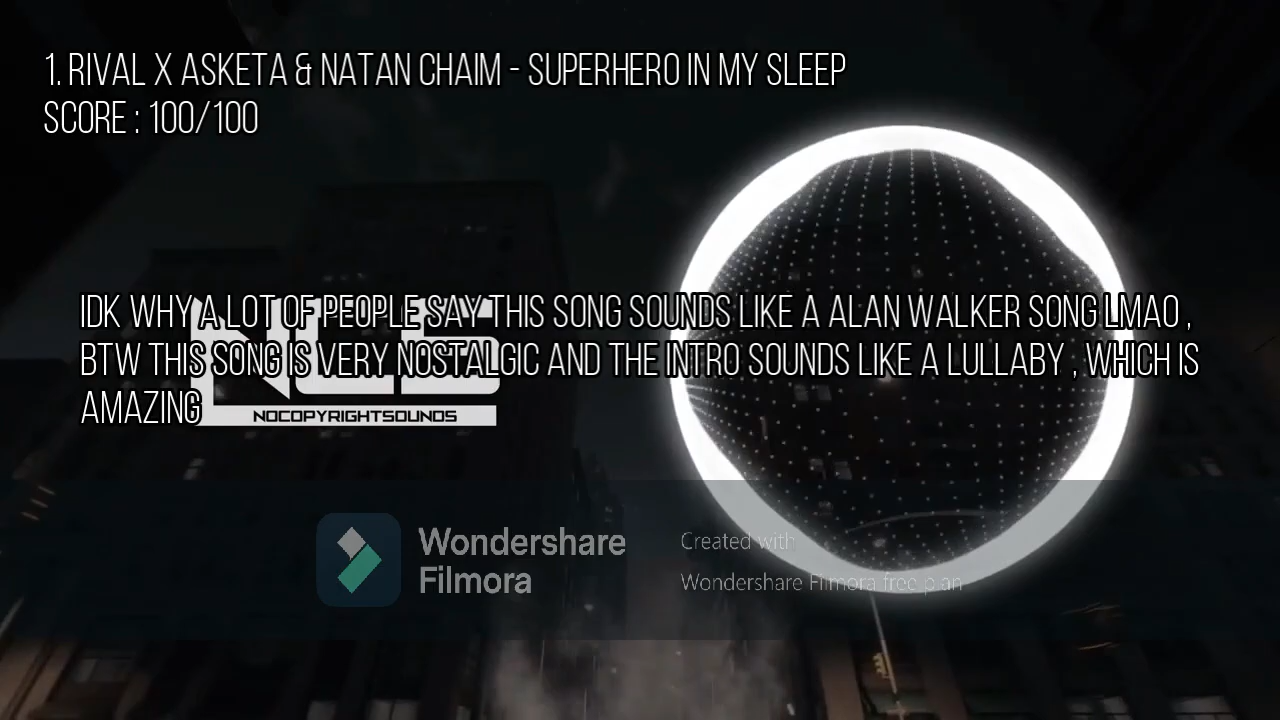 1. RIVAL X ASKETA & NATAN CHAIM - SUPERHERO IN MY SLEEP
SCORE : 100/100
IDK WHY A LOT OF PEOPLE SAY THIS SONG SOUNDS LIKE A ALAN WALKER SONG LMAO ,
BTW THIS SONG IS VERY NOSTALGIC AND THE INTRO SOUNDS LIKE A LULLABY , WHICH IS
AMAZING
NCS
NOCOPYRIGHTSOUNDS
Wondershare
Filmora
Created with
Wondershare Filmora free plan